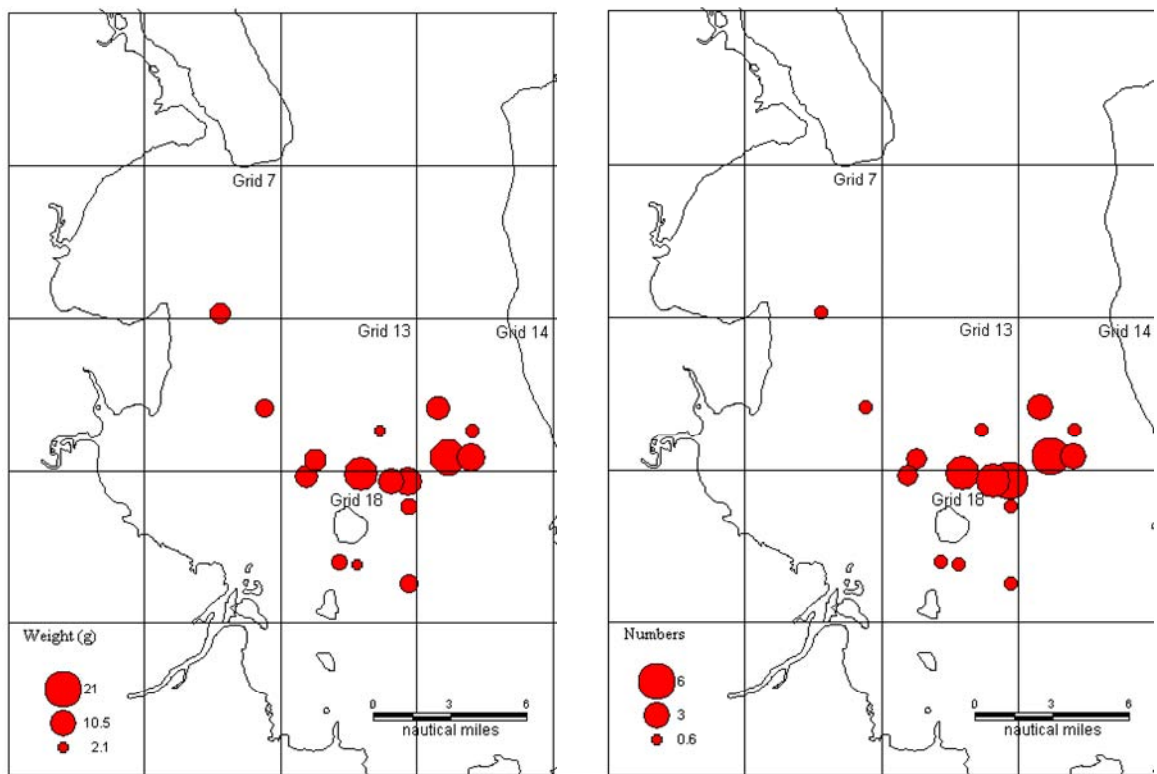 Grid 7
Grid 13
Grid 14
Grid 18
Weight (g)
21
10.5
2.1
0 3 6
nautical miles
Grid 7
Grid 13
Grid 14
Grid 18
Numbers
6
3
0.6
0 3 6
nautical miles